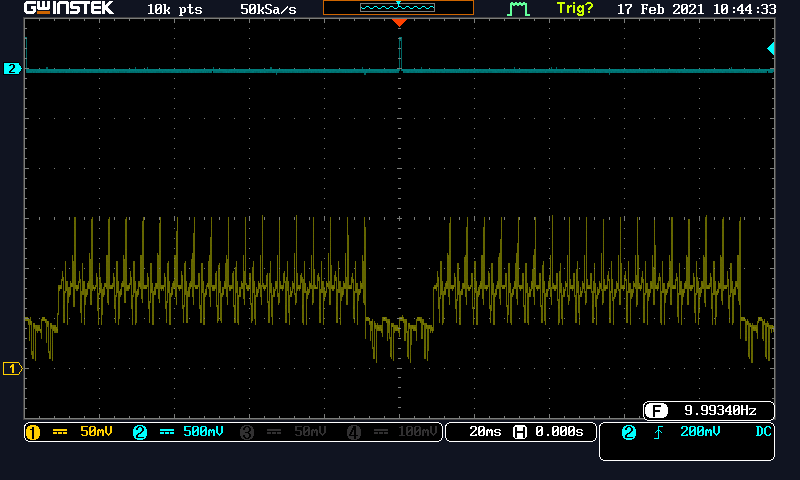 GWINSTEK 10k pts 50kSa/s Trig? 17 Feb 2021 10:44:33
2
1
F 9.99340Hz
1 50mV 2 500mV 3 50mV 4 100mV 20ms H 0.000s 2 200mV DC